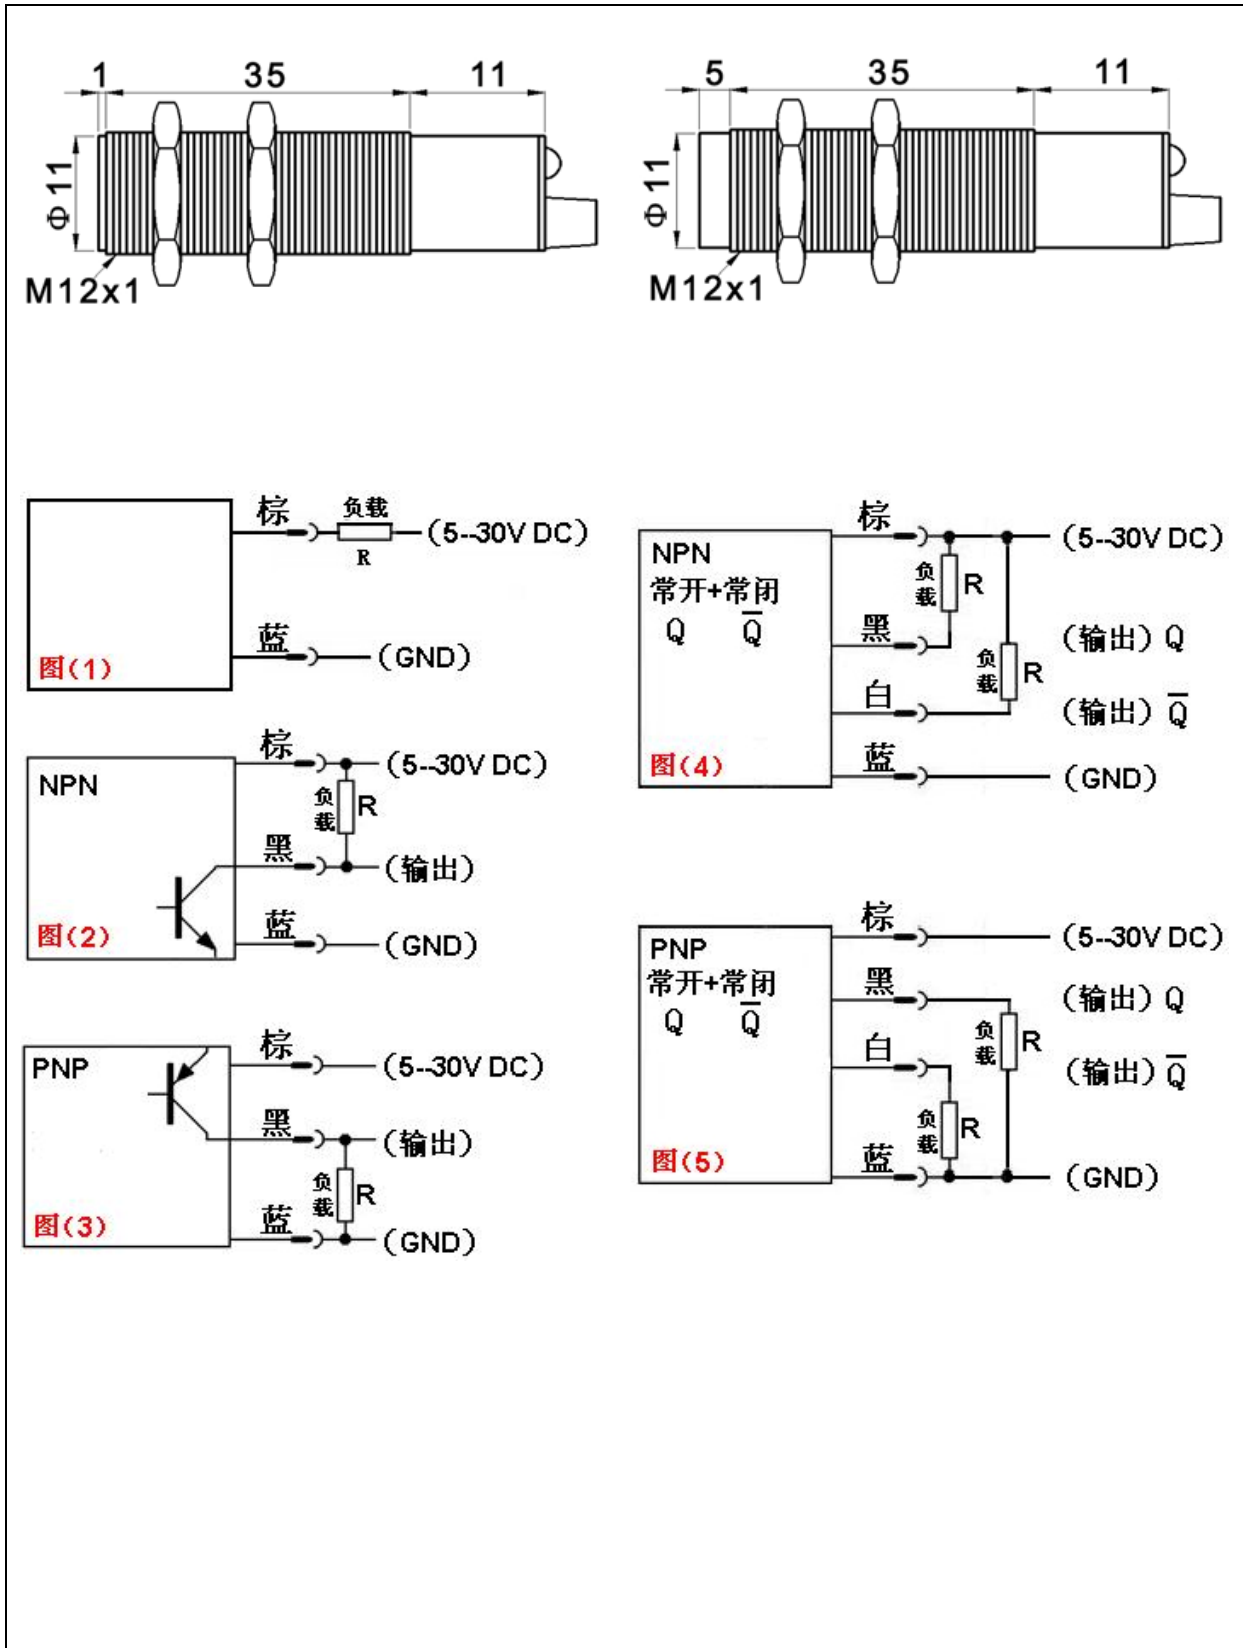 1 35 11
Φ11
M12x1
5 35 11
Φ11
M12x1
棕 负载 (5--30V DC)
R
蓝 (GND)
图(1)
NPN
棕 (5--30V DC)
负载 R
黑 (输出)
蓝 (GND)
图(2)
PNP
棕 (5--30V DC)
黑 (输出)
负载 R
蓝 (GND)
图(3)
NPN
常开+常闭
Q Q̅
棕 (5--30V DC)
负载 R
黑 (输出) Q
负载 R
白 (输出) Q̅
蓝 (GND)
图(4)
PNP
常开+常闭
Q Q̅
棕 (5--30V DC)
黑 (输出) Q
负载 R
白 (输出) Q̅
负载 R
蓝 (GND)
图(5)